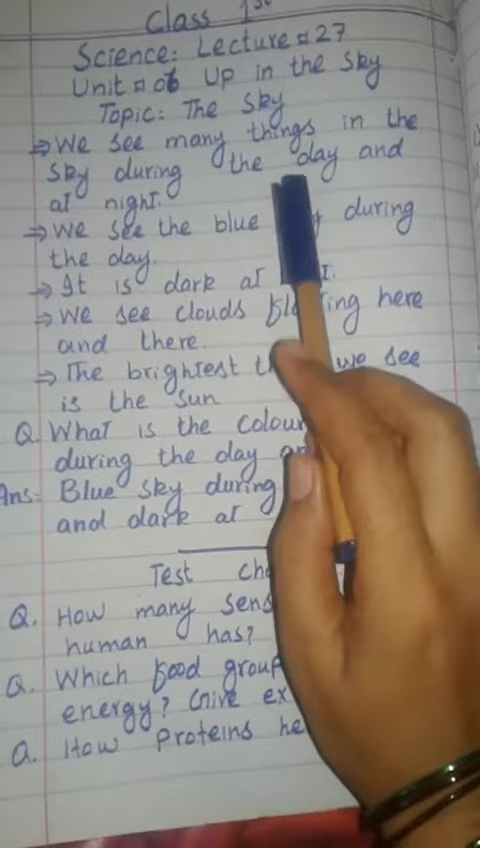 Class 1st
Science: Lecture = 27
Unit = 06 Up in the sky
Topic: The sky
⇒ We see many things in the
sky during the day and
at night.
⇒ We see the blue during
the day.
⇒ It is dark at
⇒ We see clouds here
and there.
⇒ The brightest we see
is the sun
Q. What is the colour
during the day
Ans: Blue sky during
and dark at
Test
Q. How many
human has?
Q. Which food group
energy? Give
Q. How Proteins